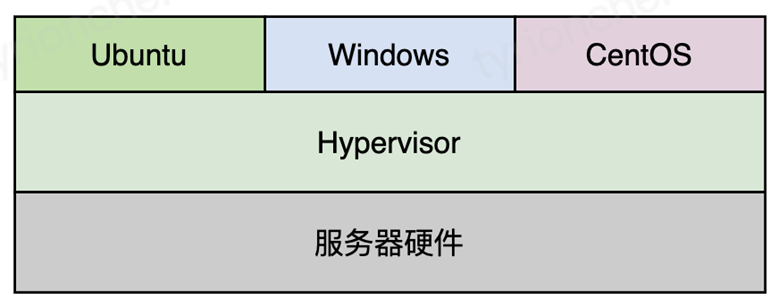 Ubuntu Windows CentOS
Hypervisor
服务器硬件